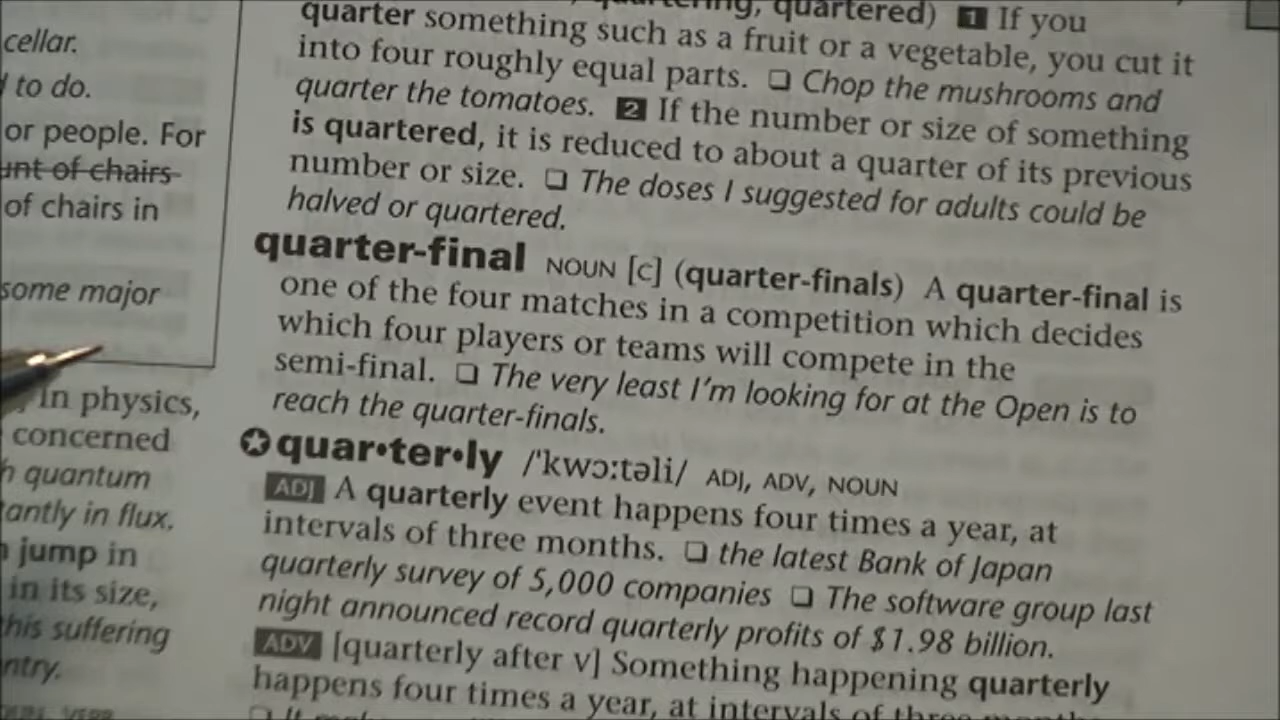 cellar.
to do.
or people. For
unt of chairs
of chairs in
some major
In physics,
concerned
quantum
tantly in flux.
jump in
in its size,
this suffering
ntry.
quartered) 1 If you
quarter something such as a fruit or a vegetable, you cut it
into four roughly equal parts. ❑ Chop the mushrooms and
quarter the tomatoes. 2 If the number or size of something
is quartered, it is reduced to about a quarter of its previous
number or size. ❑ The doses I suggested for adults could be
halved or quartered.
quarter-final NOUN [C] (quarter-finals) A quarter-final is
one of the four matches in a competition which decides
which four players or teams will compete in the
semi-final. ❑ The very least I'm looking for at the Open is to
reach the quarter-finals.
✪ quar•ter•ly /ˈkwɔːtəli/ ADJ, ADV, NOUN
ADJ A quarterly event happens four times a year, at
intervals of three months. ❑ the latest Bank of Japan
quarterly survey of 5,000 companies ❑ The software group last
night announced record quarterly profits of $1.98 billion.
ADV [quarterly after v] Something happening quarterly
happens four times a year, at intervals of three months